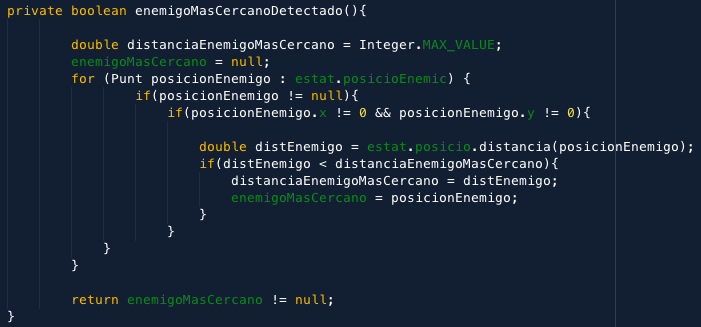 private boolean enemigoMasCercanoDetectado(){
double distanciaEnemigoMasCercano = Integer.MAX_VALUE;
enemigoMasCercano = null;
for (Punt posicionEnemigo : estat.posicioEnemic) {
if(posicionEnemigo != null){
if(posicionEnemigo.x != 0 && posicionEnemigo.y != 0){
double distEnemigo = estat.posicio.distancia(posicionEnemigo);
if(distEnemigo < distanciaEnemigoMasCercano){
distanciaEnemigoMasCercano = distEnemigo;
enemigoMasCercano = posicionEnemigo;
}
}
}
}
return enemigoMasCercano != null;
}